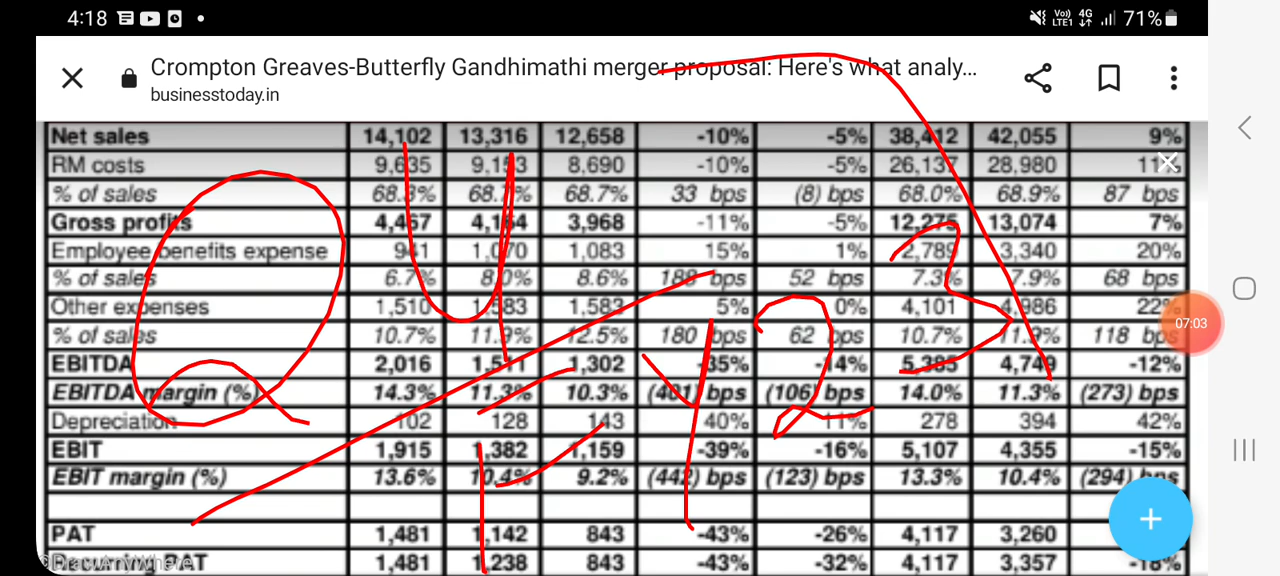 4:18 Vo)) LTE1 4G 71%
Crompton Greaves-Butterfly Gandhimathi merger proposal: Here's what analy...
businesstoday.in
Net sales 14,102 13,316 12,658 -10% -5% 38,412 42,055 9%
RM costs 9,635 9,153 8,690 -10% -5% 26,137 28,980
% of sales 68.7% 33 bps (8) bps 68.0% 68.9% 87 bps
Gross profits 4,467 3,968 -11% -5% 12,275 13,074 7%
Employee benefits expense 941 1,070 1,083 15% 1% 2,789 3,340 20%
% of sales 6.7% 8.0% 8.6% 188 bps 52 bps 7.3% 7.9% 68 bps
Other expenses 1,510 1,583 1,583 5% 0% 4,101 4,986 22%
% of sales 10.7% 11.9% 12.5% 180 bps 62 bps 10.7% 11.9% 118 bps
07:03
EBITDA 2,016 1,511 1,302 -35% -14% 5,385 4,749 -12%
EBITDA margin (%) 14.3% 11.3% 10.3% (401) bps (106) bps 14.0% 11.3% (273) bps
Depreciation 102 128 143 40% 11% 278 394 42%
EBIT 1,915 1,382 1,159 -39% -16% 5,107 4,355 -15%
EBIT margin (%) 13.6% 10.4% 9.2% (442) bps (123) bps 13.3% 10.4% (294) bps
PAT 1,481 1,142 843 -43% -26% 4,117 3,260
Recurring PAT 1,481 1,238 843 -43% -32% 4,117 3,357 -18%
©DrawAnyWhere